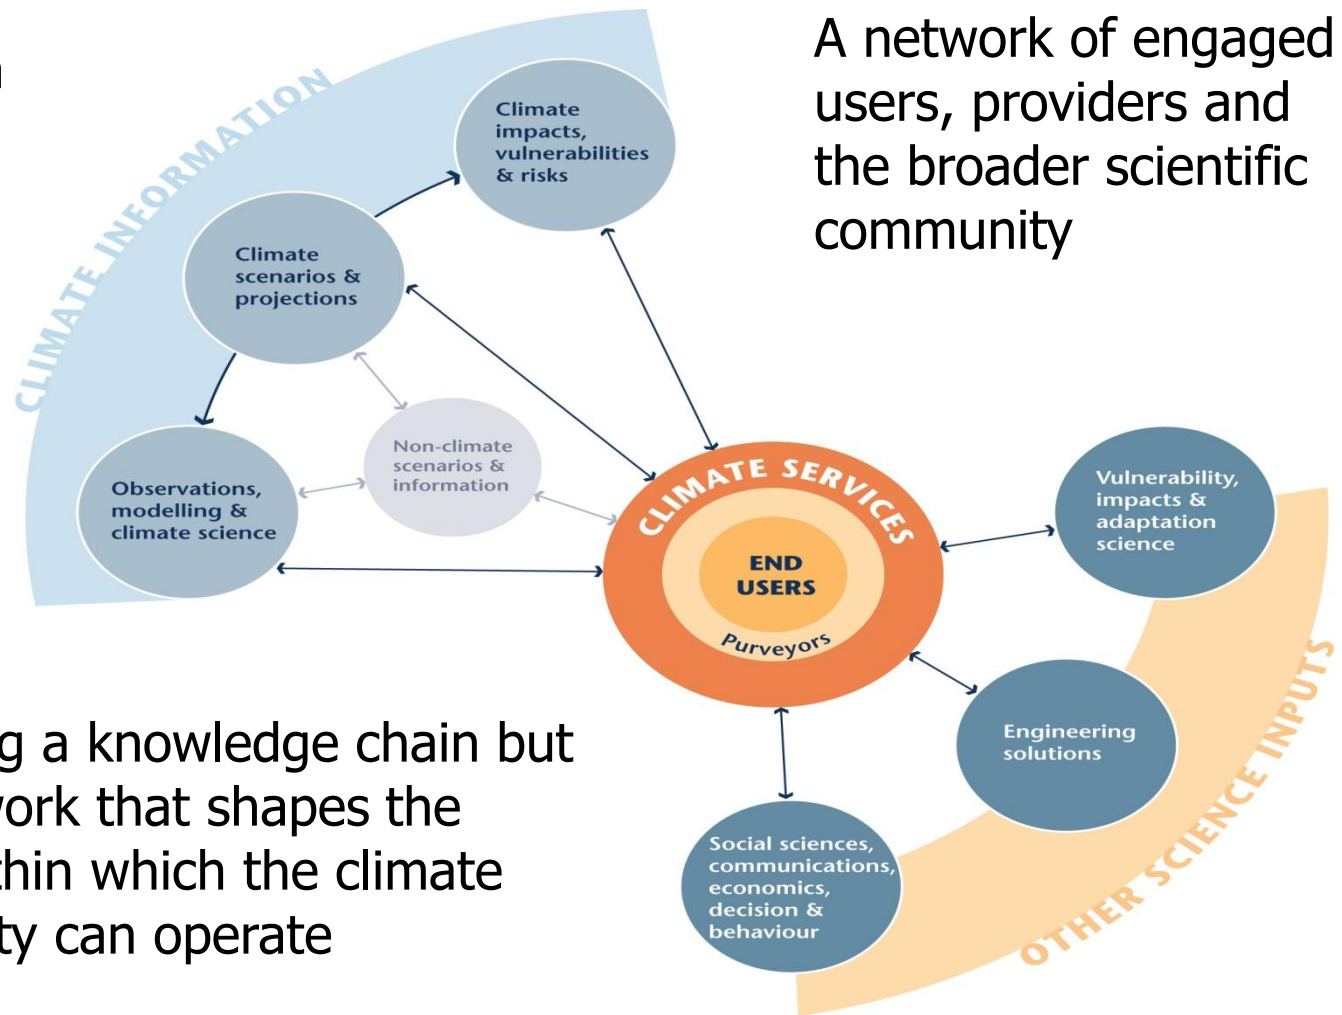 A network of engaged
users, providers and
the broader scientific
community
CLIMATE INFORMATION
Climate
impacts,
vulnerabilities
& risks
Climate
scenarios &
projections
Non-climate
scenarios &
information
Observations,
modelling &
climate science
CLIMATE SERVICES
END
USERS
Purveyors
Vulnerability,
impacts &
adaptation
science
Engineering
solutions
Social sciences,
communications,
economics,
decision &
behaviour
OTHER SCIENCE INPUTS
g a knowledge chain but
work that shapes the
thin which the climate
ty can operate